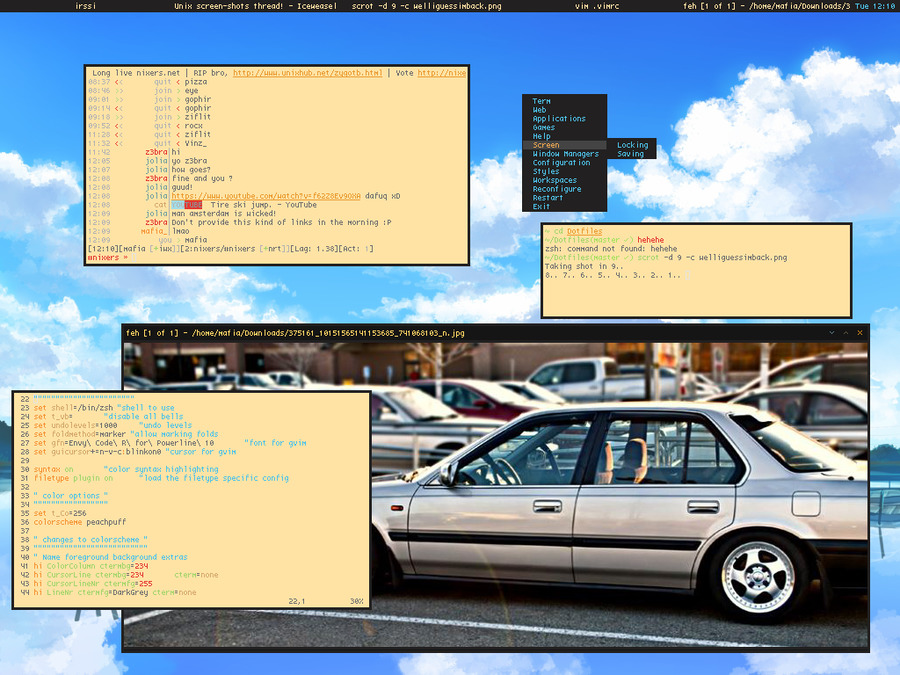 irssi Unix screen-shots thread! - Iceweasel scrot -d 9 -c welliguessimback.png vim .vimrc feh [1 of 1] - /home/mafia/Downloads/3 Tue 12:10
Long live nixers.net | RIP bro, http://www.unixhub.net/zygotb.html | Vote http://nixe
08:37 << quit < pizza
08:46 >> join > eye
09:01 >> join > gophir
09:14 << quit < gophir
09:18 >> join > ziflit
09:52 << quit < rocx
11:28 << quit < ziflit
11:32 << quit < Vinz_
11:42 z3bra hi
12:05 jolia yo z3bra
12:07 jolia how goes?
12:08 z3bra fine and you ?
12:08 jolia guud!
12:08 jolia dafuq xD
12:08 cat YOUTUBE Tire ski jump. - YouTube
12:09 jolia man amsterdam is wicked!
12:09 z3bra Don't provide this kind of links in the morning :P
12:09 mafia_ lmao
12:09 you > mafia
[12:10][mafia [+iwx]][2:nixers/#nixers [+nrt]][Lag: 1.38][Act: 1]
#nixers »
Term
Web
Applications
Games
Help
Screen
Locking
Window Managers
Saving
Configuration
Styles
Workspaces
Reconfigure
Restart
Exit
~ cd Dotfiles
~/Dotfiles(master ✓) hehehe
zsh: command not found: hehehe
~/Dotfiles(master ✓) scrot -d 9 -c welliguessimback.png
Taking shot in 9..
8.. 7.. 6.. 5.. 4.. 3.. 2.. 1..
feh [1 of 1] - /home/mafia/Downloads/375161_10151565141153685_741068103_n.jpg
22 """""""""""""""""""""""
23 set shell=/bin/zsh "shell to use
24 set t_vb= "disable all bells
25 set undolevels=1000 "undo levels
26 set foldmethod=marker "allow marking folds
27 set gfn=Envy\ Code\ R\ for\ Powerline\ 10 "font for gvim
28 set guicursor+=n-v-c:blinkon0 "cursor for gvim
29
30 syntax on "color syntax highlighting
31 filetype plugin on "load the filetype specific config
32
33 " color options "
34 """""""""""""""""
35 set t_Co=256
36 colorscheme peachpuff
37
38 " changes to colorscheme "
39 """"""""""""""""""""""""""
40 " Name foreground background extras
41 hi ColorColumn ctermbg=234
42 hi CursorLine ctermbg=234 cterm=none
43 hi CursorLineNr ctermfg=255
44 hi LineNr ctermfg=DarkGrey cterm=none
22,1 30%